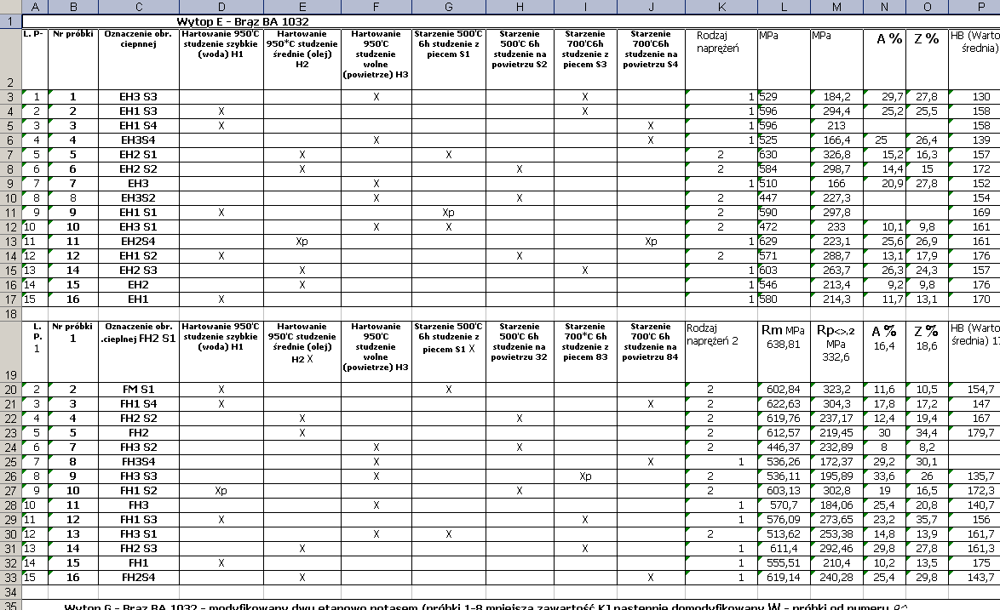 A B C D E F G H I J K L M N O P
1 Wytop E - Brąz BA 1032
2 L. P- Nr próbki Oznaczenie obr. ciepnnej Hartowanie 950'C studzenie szybkie (woda) H1 Hartowanie 950*C studzenie średnie (olej) H2 Hartowanie 950'C studzenie wolne (powietrze) H3 Starzenie 500'C 6h studzenie z piecem S1 Starzenie 500'C 6h studzenie na powietrzu S2 Starzenie 700'C6h studzenie z piecem S3 Starzenie 700'C6h studzenie na powietrzu S4 Rodzaj naprężeń MPa MPa A % Z % HB (Warto średnia)
3 1 1 EH3 S3 X X 1 529 184,2 29,7 27,8 130
4 2 2 EH1 S3 X X 1 596 294,4 25,2 25,5 158
5 3 3 EH1 S4 X X 1 596 213 158
6 4 4 EH3S4 X X 1 525 166,4 25 26,4 139
7 5 5 EH2 S1 X X 2 630 326,8 15,2 16,3 157
8 6 6 EH2 S2 X X 2 584 298,7 14,4 15 172
9 7 7 EH3 X 1 510 166 20,9 27,8 152
10 8 8 EH3S2 X X 2 447 227,3 154
11 9 9 EH1 S1 X Xp 2 590 297,8 169
12 10 10 EH3 S1 X X 2 472 233 10,1 9,8 161
13 11 11 EH2S4 Xp Xp 1 629 223,1 25,6 26,9 161
14 12 12 EH1 S2 X X 2 571 288,7 13,1 17,9 176
15 13 14 EH2 S3 X X 1 603 263,7 26,3 24,3 157
16 14 15 EH2 X 1 546 213,4 9,2 9,8 176
17 15 16 EH1 X 1 580 214,3 11,7 13,1 170
18
19 L. P. 1 Nr próbki 1 Oznaczenie obr. .cieplnej FH2 S1 Hartowanie 950'C studzenie szybkie (woda) H1 Hartowanie 950'C studzenie średnie (olej) H2 X Hartowanie 950'C studzenie wolne (powietrze) H3 Starzenie 500'C 6h studzenie z piecem S1 X Starzenie 500'C 6h studzenie na powietrzu 32 Starzenie 700*C 6h studzenie z piecem 83 Starzenie 700'C 6h studzenie na powietrzu 84 Rodzaj naprężeń 2 Rm MPa 638,81 Rp<>,2 MPa 332,6 A % 16,4 Z % 18,6 HB (Warto średnia) 17
20 2 2 FM S1 X X 2 602,84 323,2 11,6 10,5 154,7
21 3 3 FH1 S4 X X 2 622,63 304,3 17,8 17,2 147
22 4 4 FH2 S2 X X 2 619,76 237,17 12,4 19,4 167
23 5 5 FH2 X 2 612,57 219,45 30 34,4 179,7
24 6 7 FH3 S2 X X 2 446,37 232,89 8 8,2
25 7 8 FH3S4 X X 1 536,26 172,37 29,2 30,1
26 8 9 FH3 S3 X Xp 2 536,11 195,89 33,6 26 135,7
27 9 10 FH1 S2 Xp X 2 603,13 302,8 19 16,5 172,3
28 10 11 FH3 X 1 570,7 184,06 25,4 20,8 140,7
29 11 12 FH1 S3 X X 1 576,09 273,65 23,2 35,7 156
30 12 13 FH3 S1 X X 2 513,62 253,38 14,8 13,9 161,7
31 13 14 FH2 S3 X X 1 611,4 292,46 29,8 27,8 161,3
32 14 15 FH1 X 1 555,51 210,4 10,2 13,5 175
33 15 16 FH2S4 X X 1 619,14 240,28 25,4 29,8 143,7
34
35 Wytop G - Braz BA 1032 - modyfikowany dwu etapowo potasem (próbki 1-8 mniejsza zawartość K) następnie domodyfikowany W - próbki od numeru